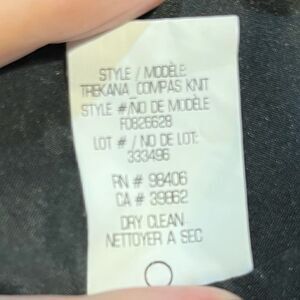 STYLE / MODÈLE
TREKANA_COMPAS KNIT
STYLE #/NO DE MODÈLE
F0825628
LOT # / NO DE LOT:
333496
RN # 98406
CA # 39862
DRY CLEAN
NETTOYER A SEC